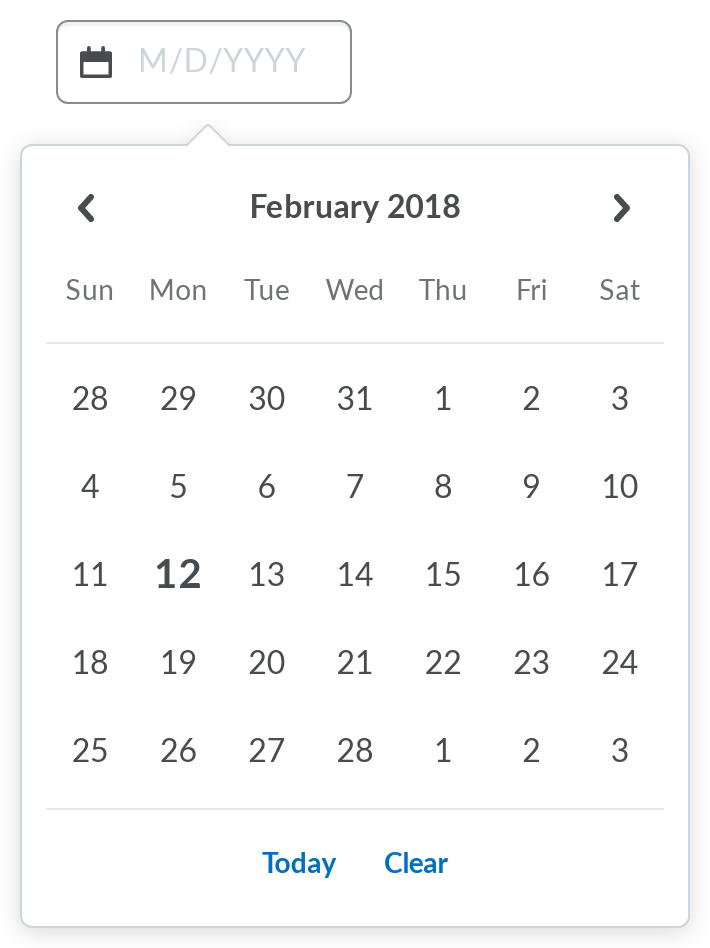 M/D/YYYY
February 2018
Sun Mon Tue Wed Thu Fri Sat
28 29 30 31 1 2 3
4 5 6 7 8 9 10
11 12 13 14 15 16 17
18 19 20 21 22 23 24
25 26 27 28 1 2 3
Today Clear